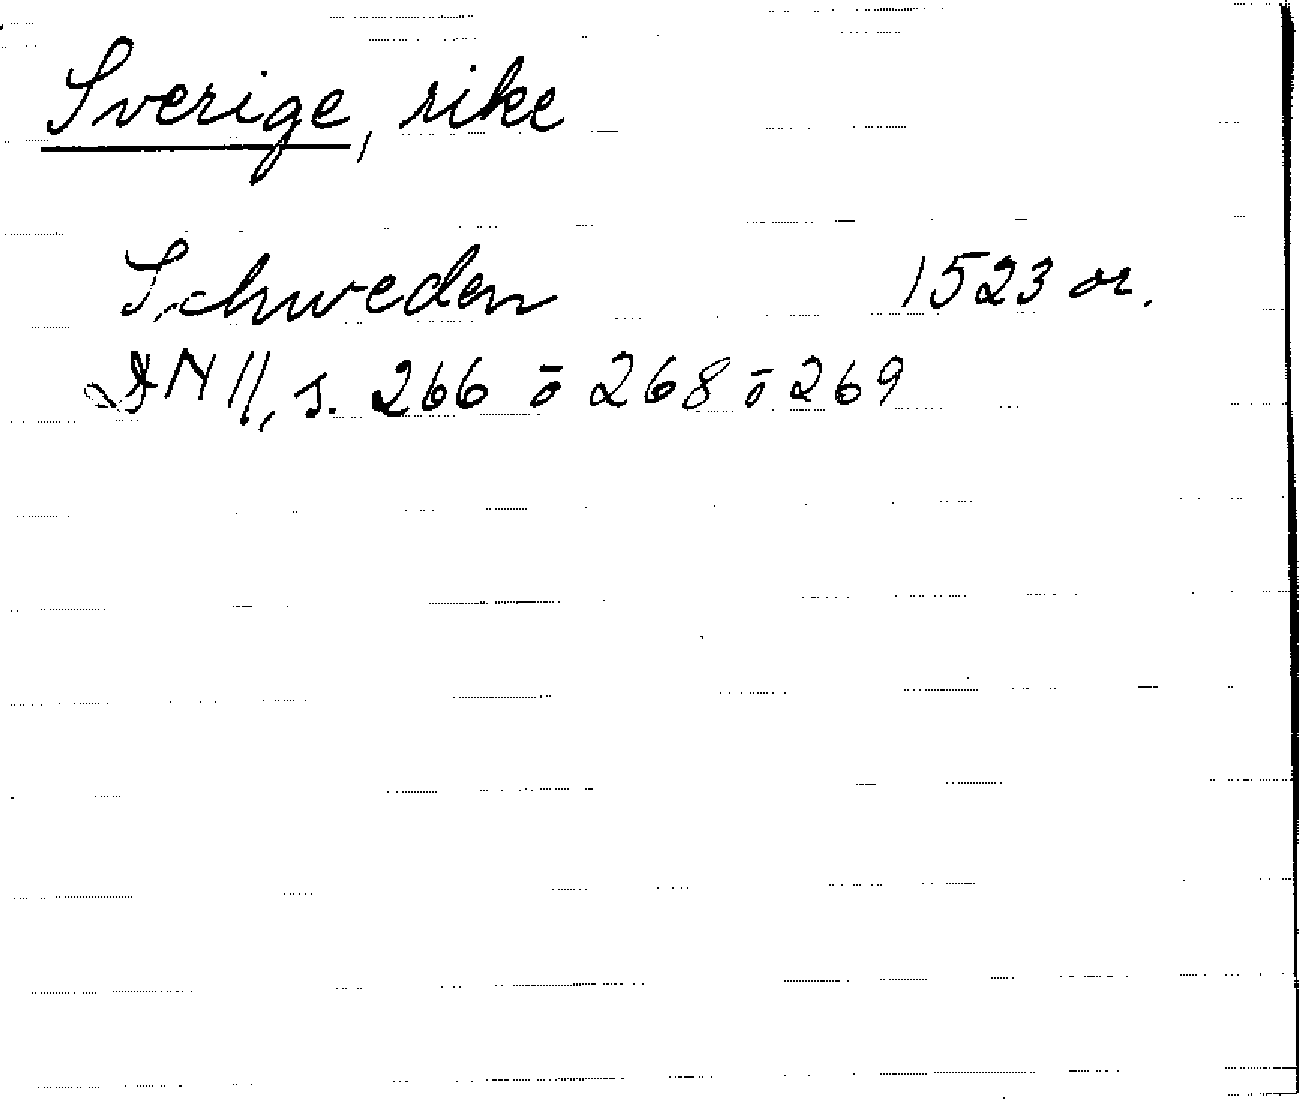 Sverige, rike
Schweden 1523 or.
DN 11, s. 266 ö 268 ö 269